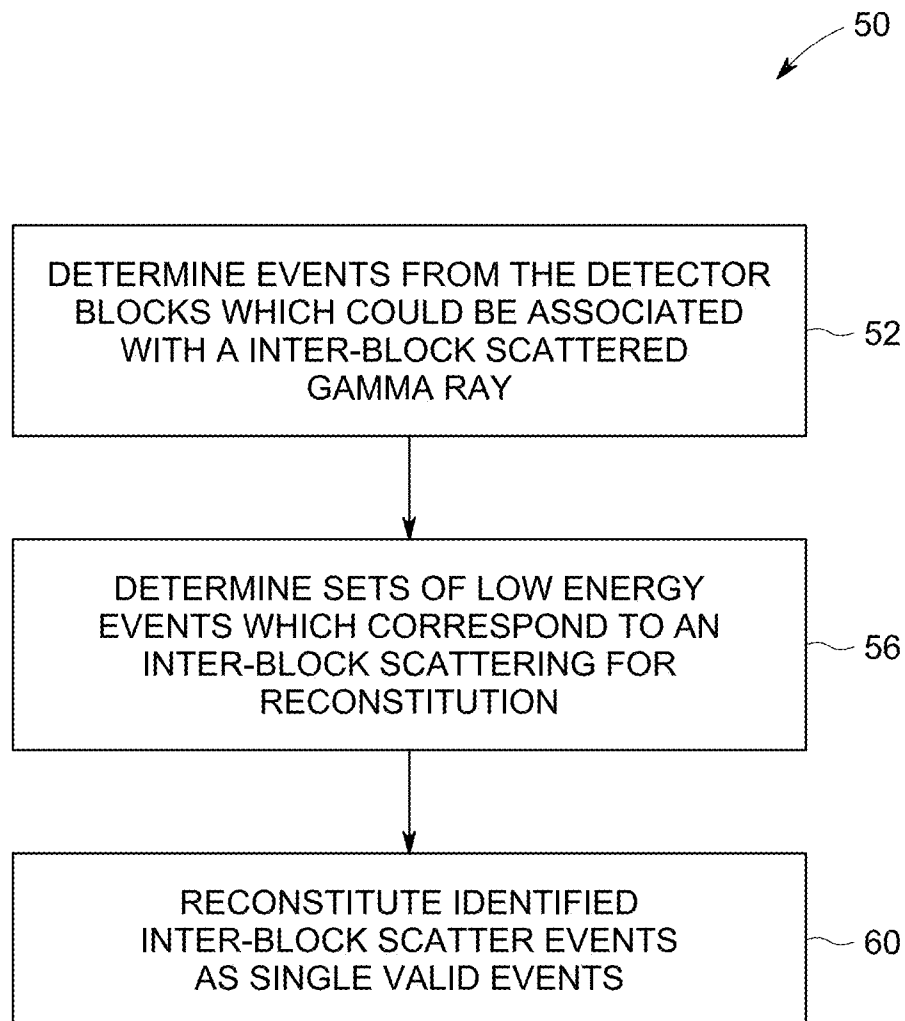 50
DETERMINE EVENTS FROM THE DETECTOR
BLOCKS WHICH COULD BE ASSOCIATED
WITH A INTER-BLOCK SCATTERED
GAMMA RAY
52
DETERMINE SETS OF LOW ENERGY
EVENTS WHICH CORRESPOND TO AN
INTER-BLOCK SCATTERING FOR
RECONSTITUTION
56
RECONSTITUTE IDENTIFIED
INTER-BLOCK SCATTER EVENTS
AS SINGLE VALID EVENTS
60